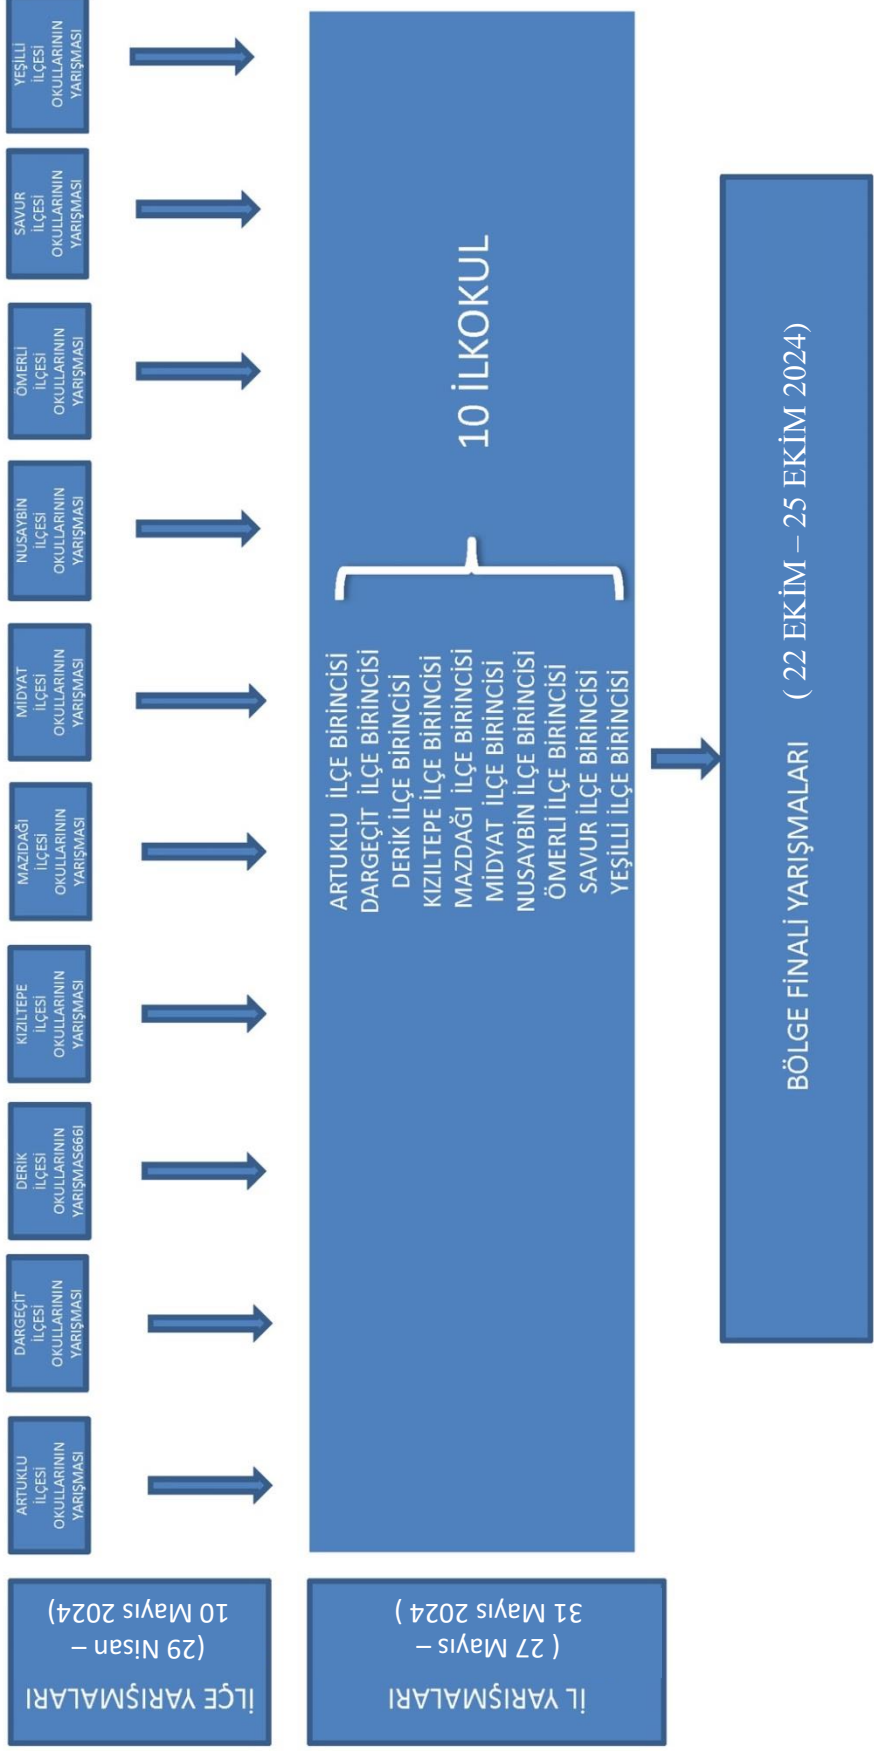 İLÇE YARIŞMALARI
(29 Nisan –
10 Mayıs 2024)
ARTUKLU
İLÇESİ
OKULLARININ
YARIŞMASI
DARGEÇİT
İLÇESİ
OKULLARININ
YARIŞMASI
DERİK
İLÇESİ
OKULLARININ
YARIŞMAS666I
KIZILTEPE
İLÇESİ
OKULLARININ
YARIŞMASI
MAZIDAĞI
İLÇESİ
OKULLARININ
YARIŞMASI
MİDYAT
İLÇESİ
OKULLARININ
YARIŞMASI
NUSAYBİN
İLÇESİ
OKULLARININ
YARIŞMASI
ÖMERLİ
İLÇESİ
OKULLARININ
YARIŞMASI
SAVUR
İLÇESİ
OKULLARININ
YARIŞMASI
YEŞİLLİ
İLÇESİ
OKULLARININ
YARIŞMASI
İL YARIŞMALARI
( 27 Mayıs –
31 Mayıs 2024 )
ARTUKLU İLÇE BİRİNCİSİ
DARGEÇİT İLÇE BİRİNCİSİ
DERİK İLÇE BİRİNCİSİ
KIZILTEPE İLÇE BİRİNCİSİ
MAZDAĞI İLÇE BİRİNCİSİ
MİDYAT İLÇE BİRİNCİSİ
NUSAYBİN İLÇE BİRİNCİSİ
ÖMERLİ İLÇE BİRİNCİSİ
SAVUR İLÇE BİRİNCİSİ
YEŞİLLİ İLÇE BİRİNCİSİ
10 İLKOKUL
BÖLGE FİNALİ YARIŞMALARI ( 22 EKİM – 25 EKİM 2024)